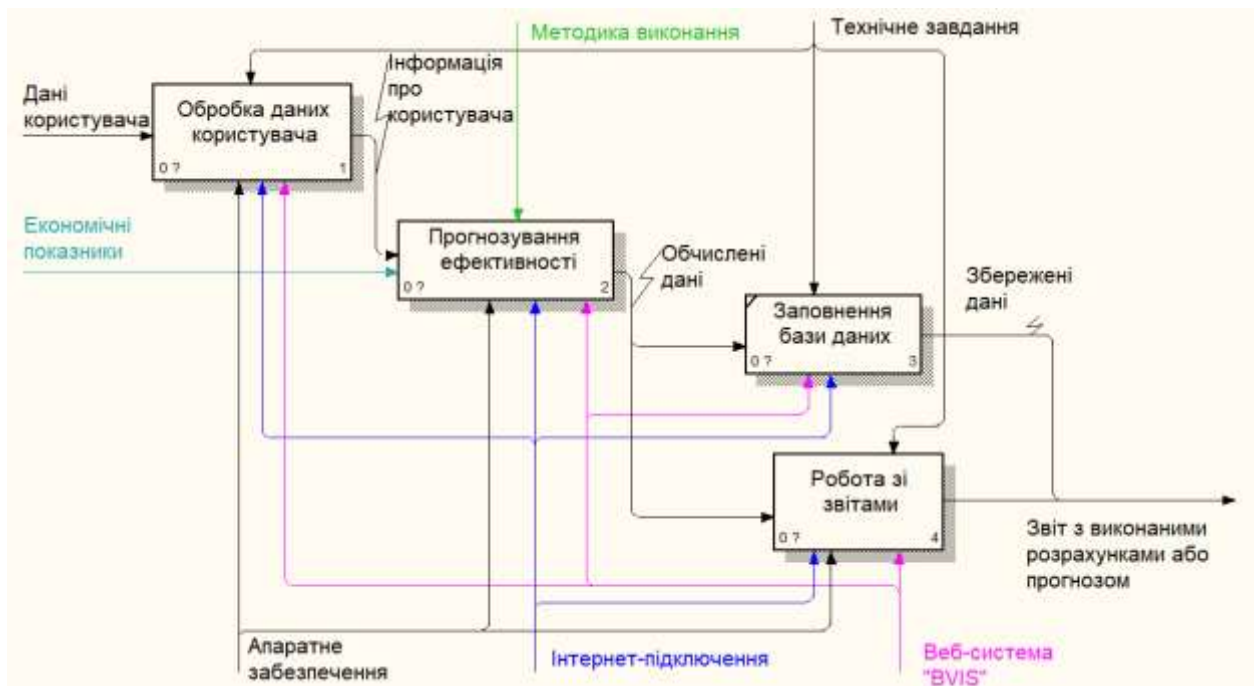 Методика виконання
Технічне завдання
Інформація
про
користувача
Дані
користувача
Обробка даних
користувача
0 ?
1
Економічні
показники
Прогнозування
ефективності
0 ?
2
Обчислені
дані
Збережені
дані
Заповнення
бази даних
0 ?
3
Робота зі
звітами
0 ?
4
Звіт з виконаними
розрахунками або
прогнозом
Апаратне
забезпечення
Інтернет-підключення
Веб-система
"BVIS"